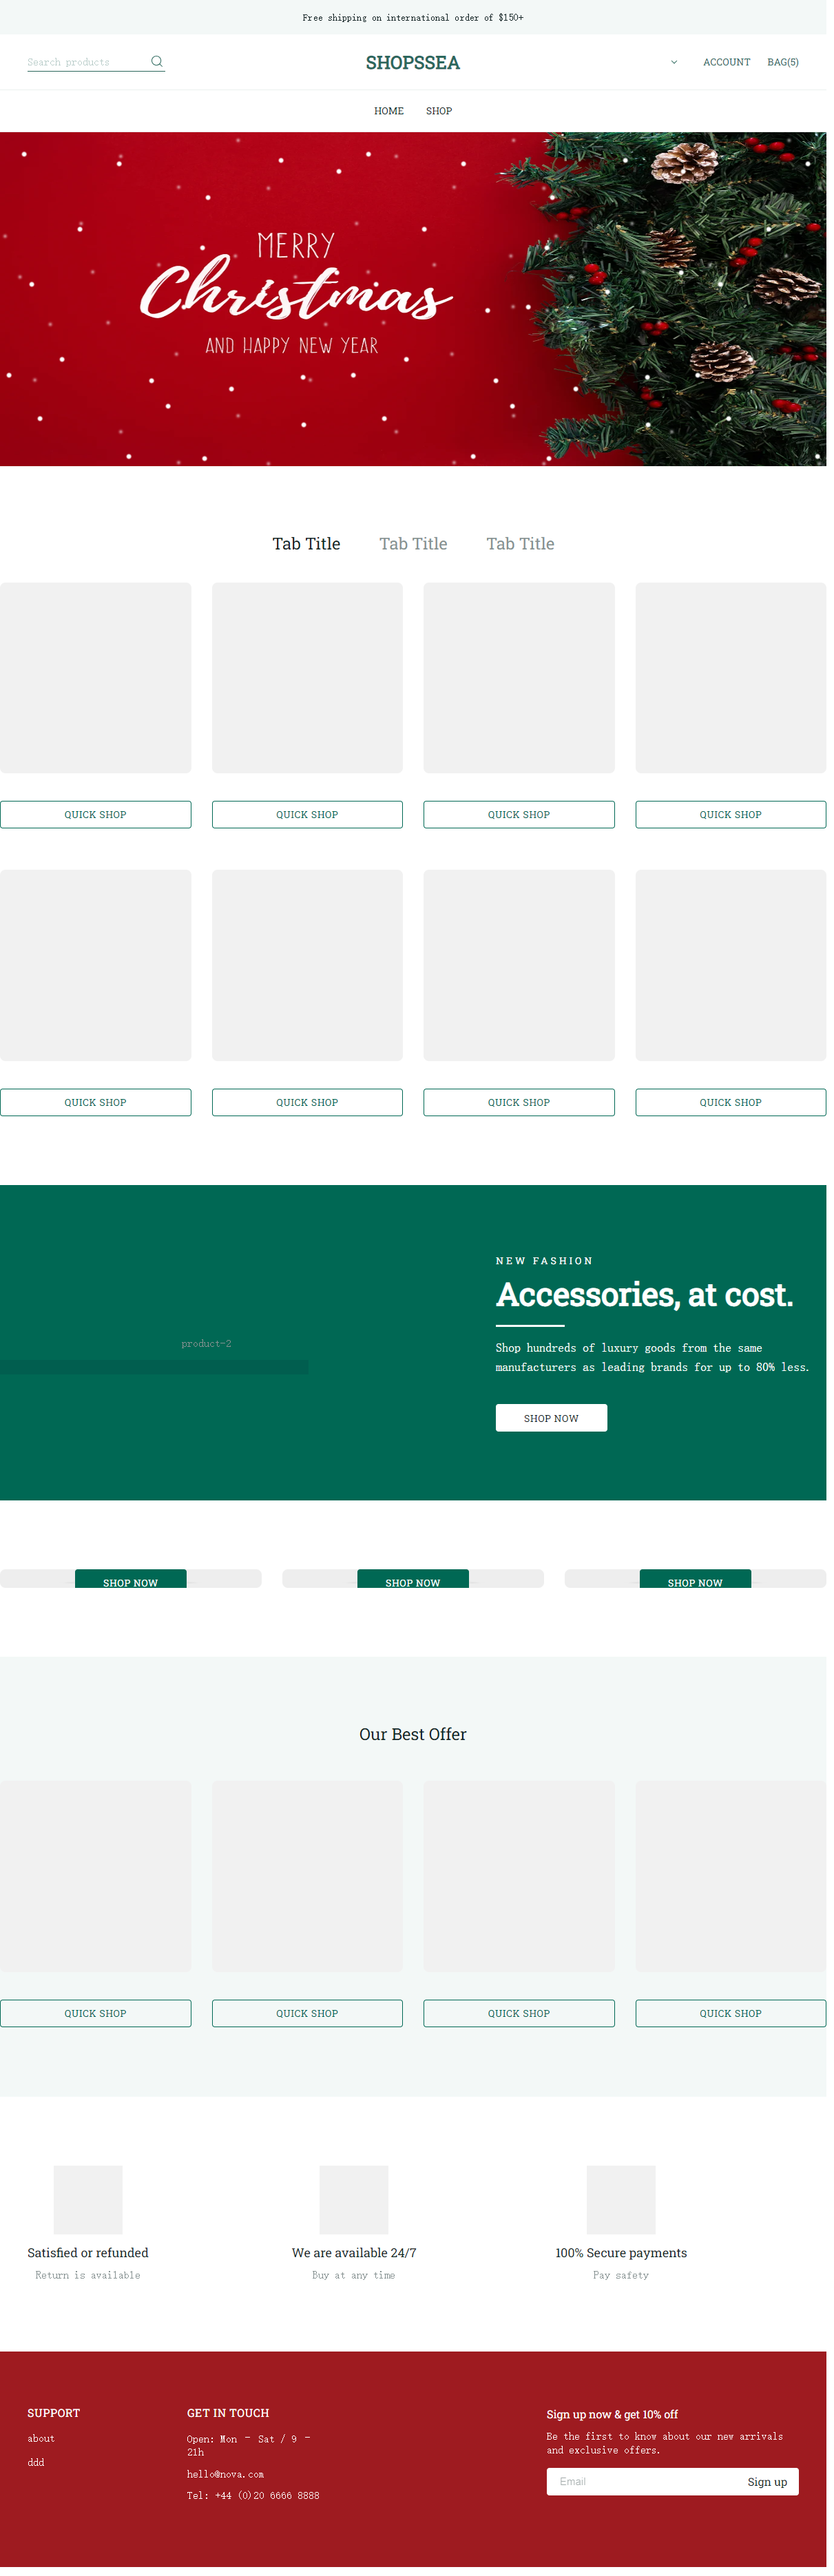 Free shipping on international order of $150+
Search products
SHOPSSEA
ACCOUNT
BAG(5)
HOME
SHOP
MERRY
Christmas
AND HAPPY NEW YEAR
Tab Title
Tab Title
Tab Title
QUICK SHOP
QUICK SHOP
QUICK SHOP
QUICK SHOP
QUICK SHOP
QUICK SHOP
QUICK SHOP
QUICK SHOP
NEW FASHION
Accessories, at cost.
product-2
Shop hundreds of luxury goods from the same
manufacturers as leading brands for up to 80% less.
SHOP NOW
SHOP NOW
SHOP NOW
SHOP NOW
Our Best Offer
QUICK SHOP
QUICK SHOP
QUICK SHOP
QUICK SHOP
Satisfied or refunded
Return is available
We are available 24/7
Buy at any time
100% Secure payments
Pay safety
SUPPORT
about
ddd
GET IN TOUCH
Open: Mon – Sat / 9 –
21h
hello@nova.com
Tel: +44 (0)20 6666 8888
Sign up now & get 10% off
Be the first to know about our new arrivals
and exclusive offers.
Email
Sign up